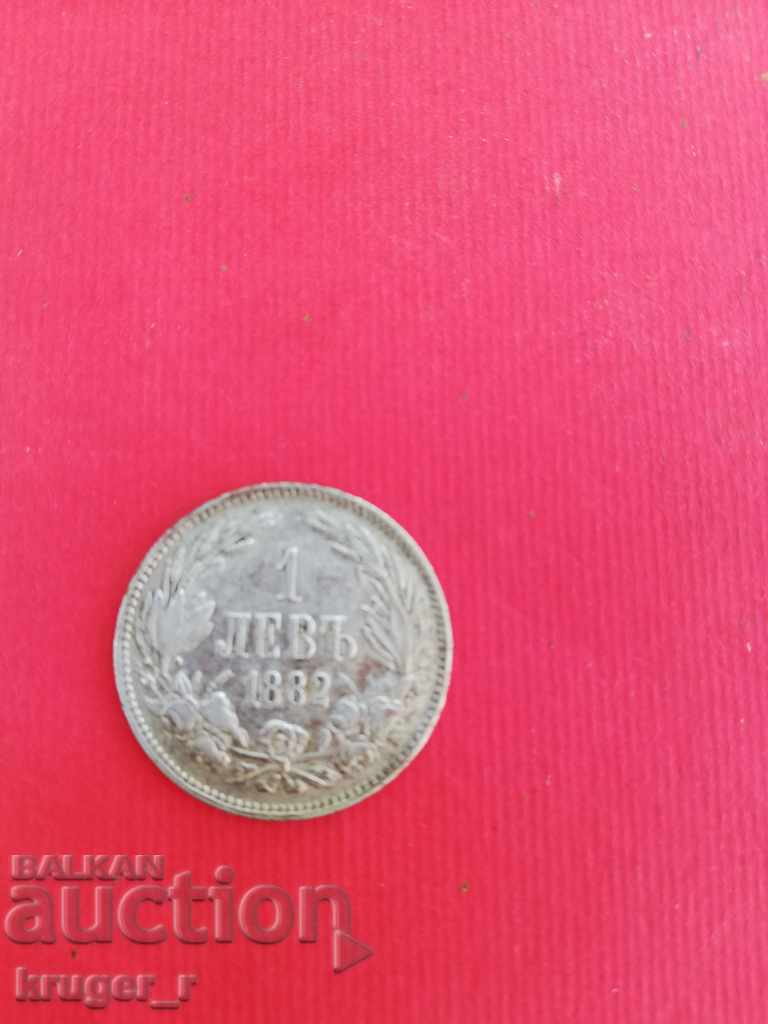 1
ЛЕВЪ
1882
BALKAN
auction
kruger_r